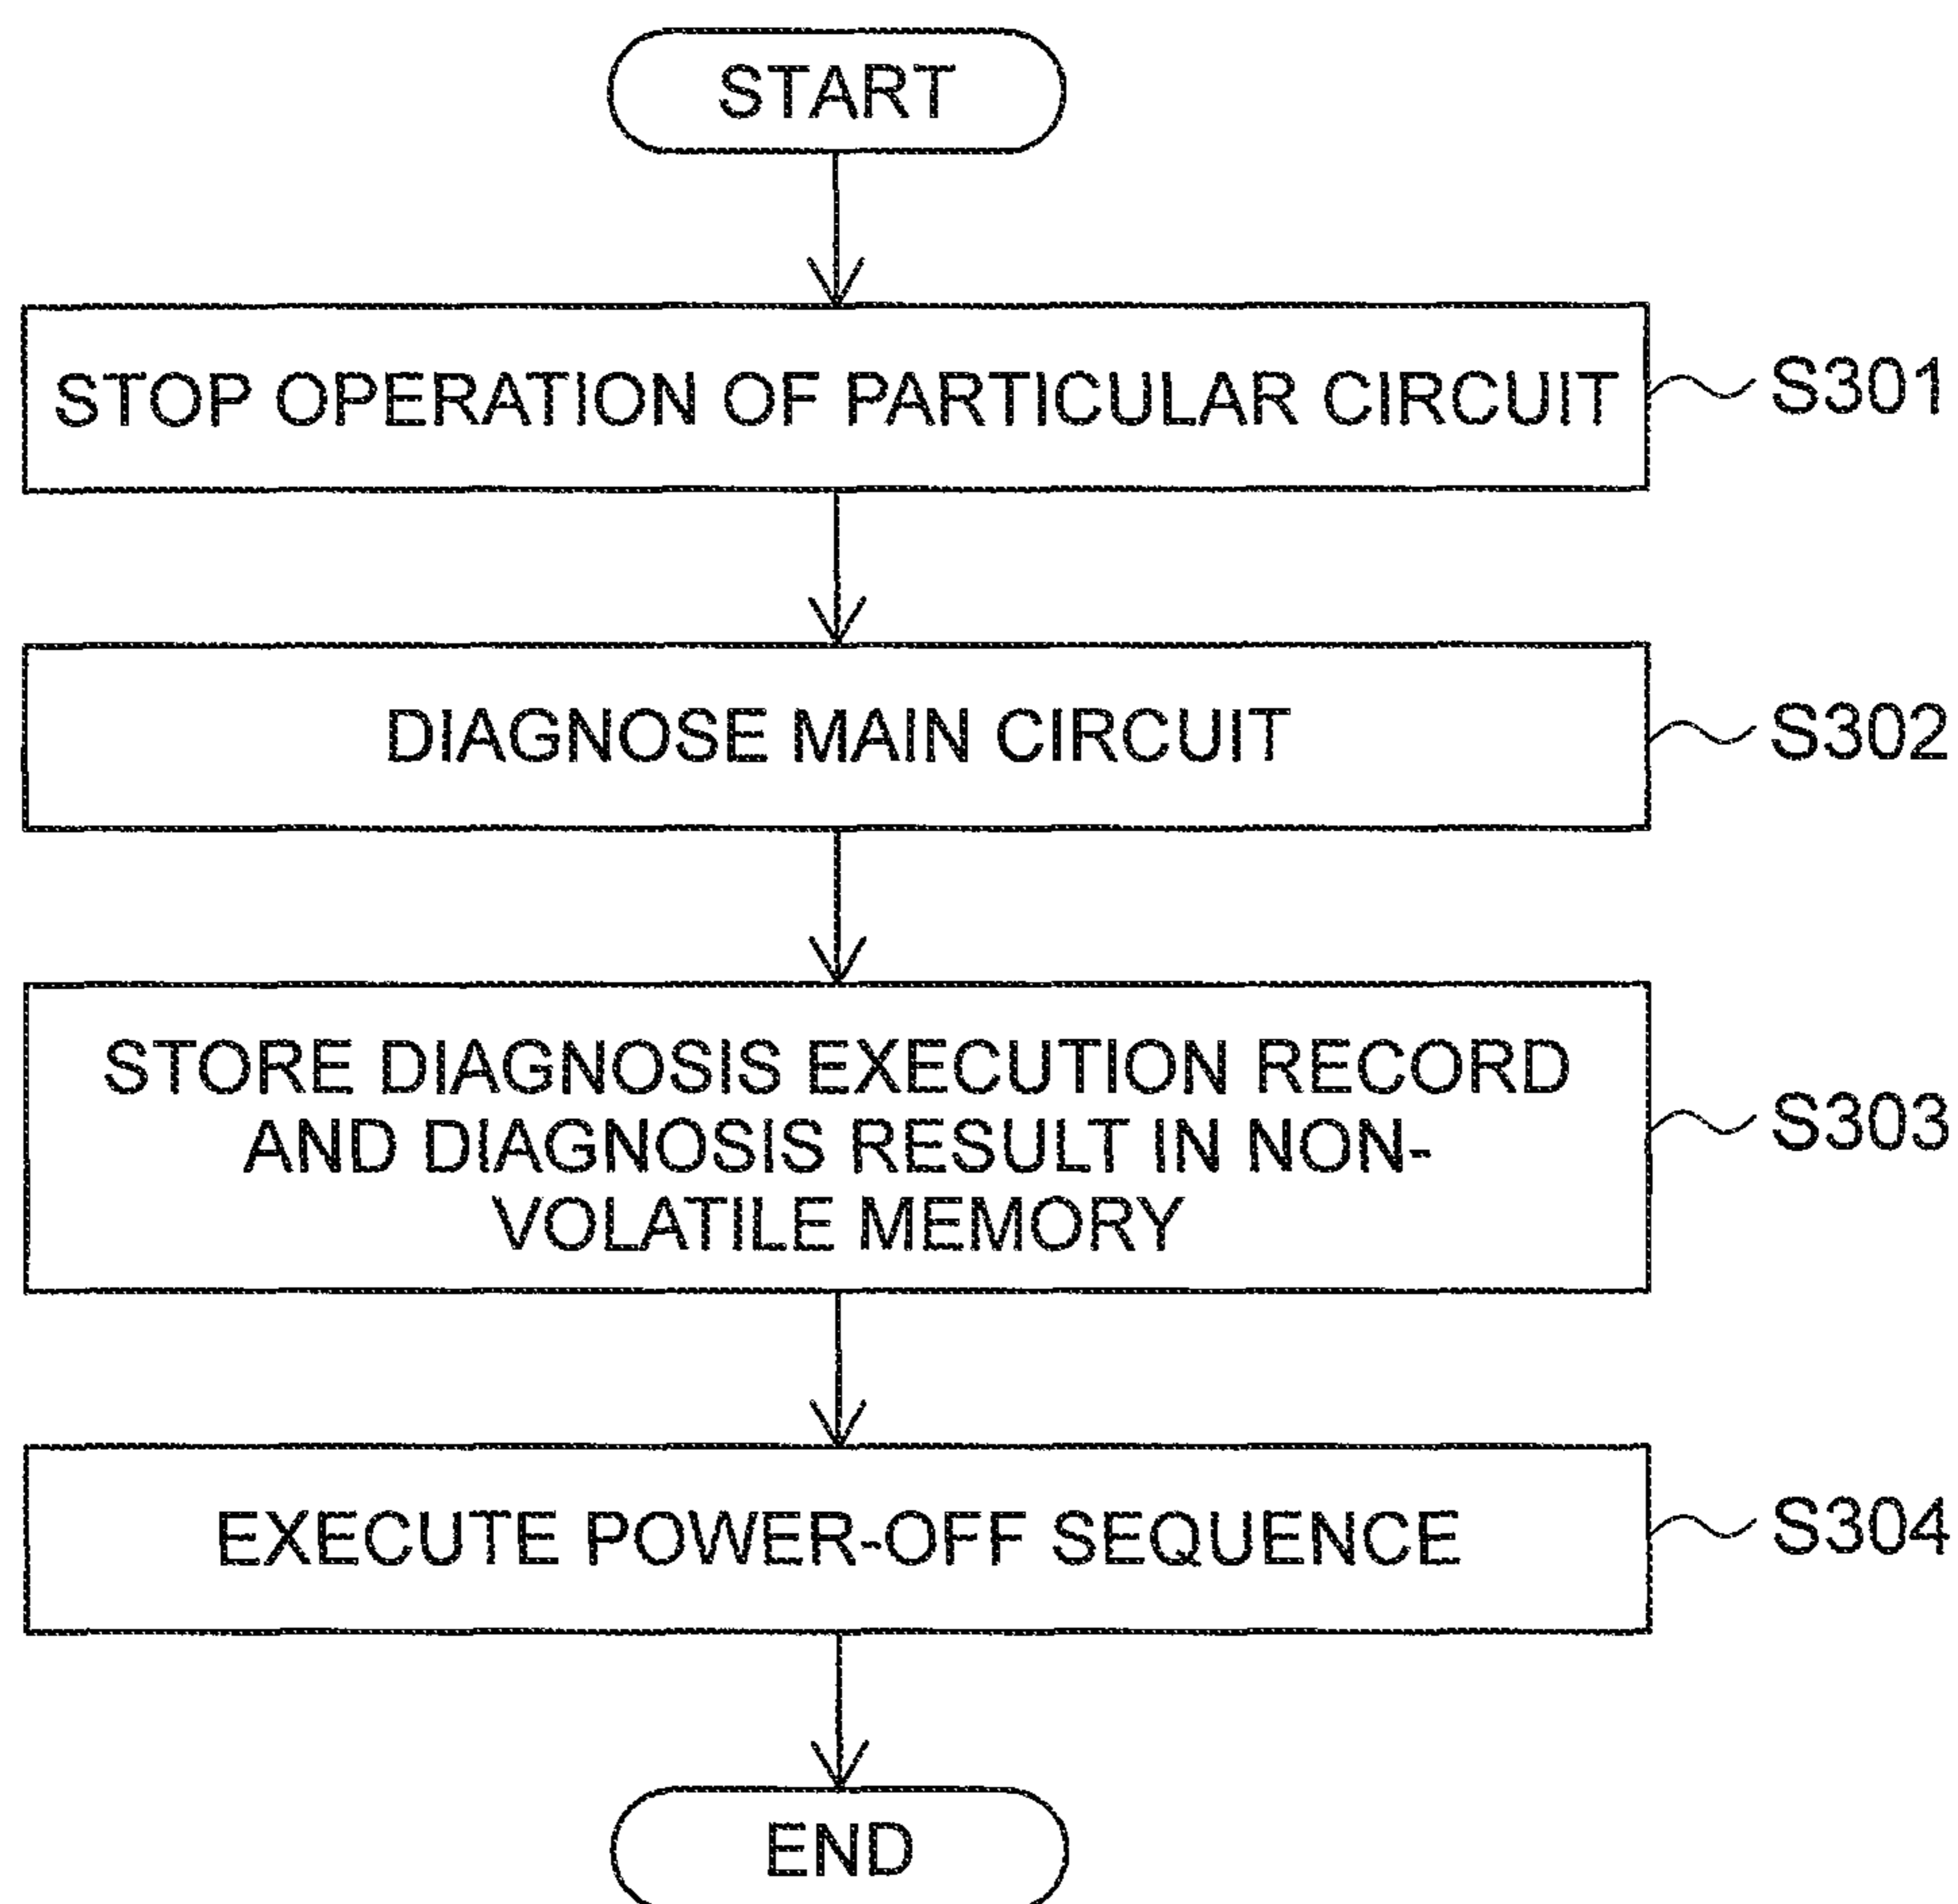 START
STOP OPERATION OF PARTICULAR CIRCUIT
S301
DIAGNOSE MAIN CIRCUIT
S302
STORE DIAGNOSIS EXECUTION RECORD
AND DIAGNOSIS RESULT IN NON-
VOLATILE MEMORY
S303
EXECUTE POWER-OFF SEQUENCE
S304
END